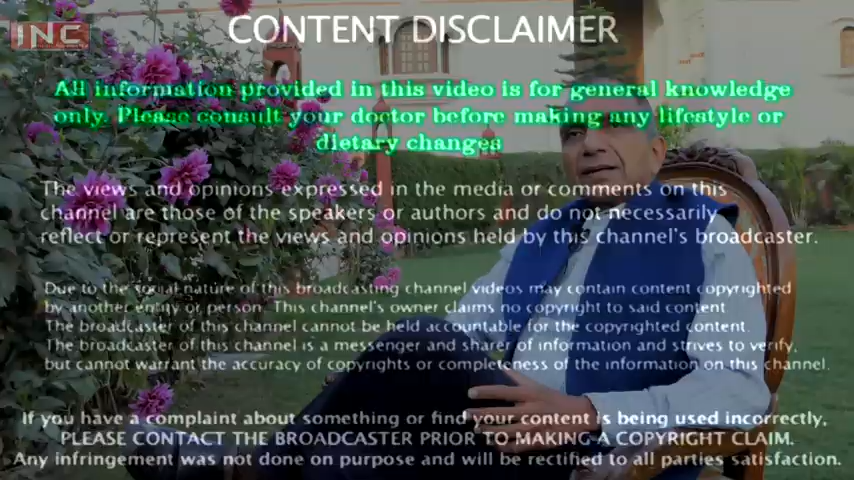 INC
CONTENT DISCLAIMER
All information provided in this video is for general knowledge
only. Please consult your doctor before making any lifestyle or
dietary changes
The views and opinions expressed in the media or comments on this
channel are those of the speakers or authors and do not necessarily
reflect or represent the views and opinions held by this channel's broadcaster.
Due to the social nature of this broadcasting channel videos may contain content copyrighted
by another entity or person. This channel's owner claims no copyright to said content.
The broadcaster of this channel cannot be held accountable for the copyrighted content.
The broadcaster of this channel is a messenger and sharer of information and strives to verify,
but cannot warrant the accuracy of copyrights or completeness of the information on this channel.
If you have a complaint about something or find your content is being used incorrectly,
PLEASE CONTACT THE BROADCASTER PRIOR TO MAKING A COPYRIGHT CLAIM.
Any infringement was not done on purpose and will be rectified to all parties satisfaction.